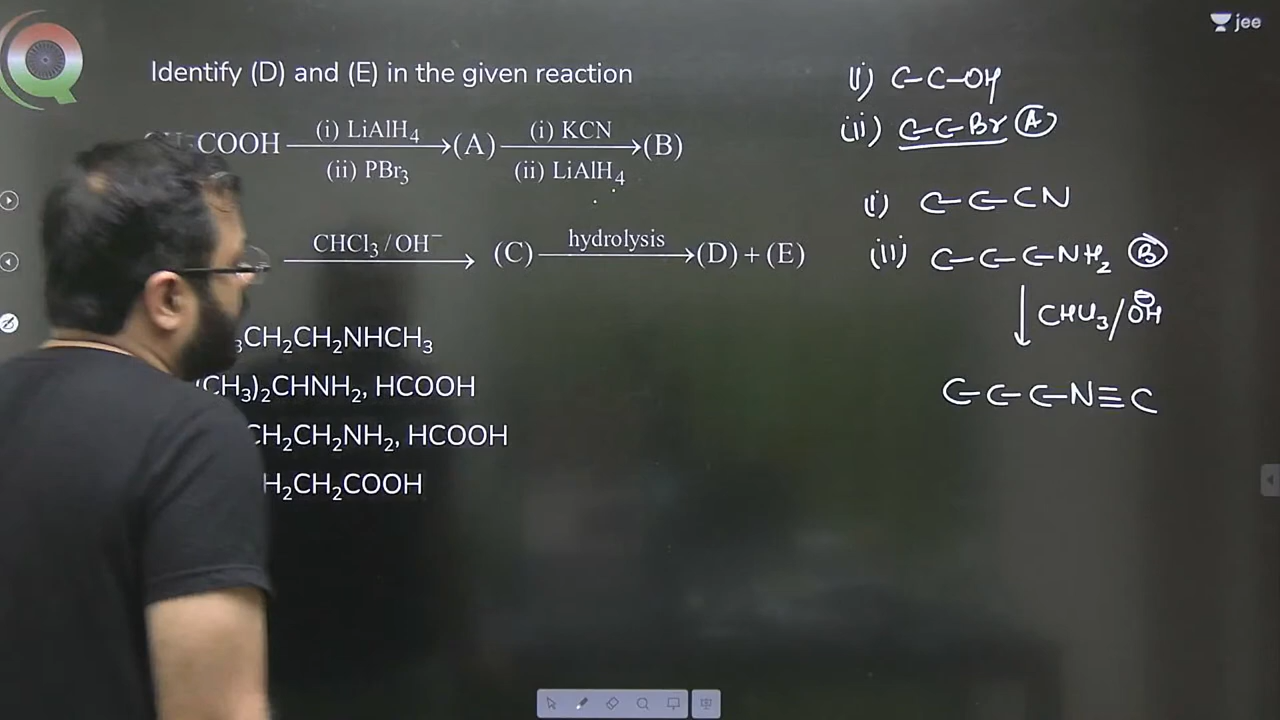 jee
Identify (D) and (E) in the given reaction
COOH (i) LiAlH₄ (ii) PBr₃ →(A) (i) KCN (ii) LiAlH₄ →(B)
CHCl₃/OH⁻ → (C) hydrolysis →(D) + (E)
₃CH₂CH₂NHCH₃
(CH₃)₂CHNH₂, HCOOH
CH₂CH₂NH₂, HCOOH
H₂CH₂COOH
(i) C-C-OH
(ii) C-C-Br (A)
(i) C-C-CN
(ii) C-C-C-NH₂ (B)
↓ CHCl₃/OH⊖
C-C-C-N≡C